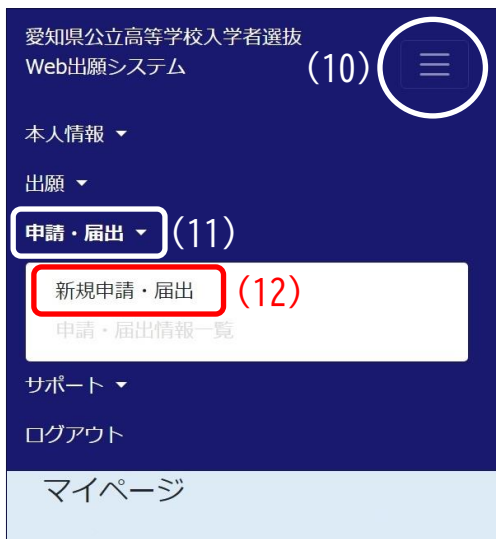 愛知県公立高等学校入学者選抜
Web出願システム
(10)
本人情報
出願
申請・届出 (11)
新規申請・届出 (12)
申請・届出情報一覧
サポート
ログアウト
マイページ